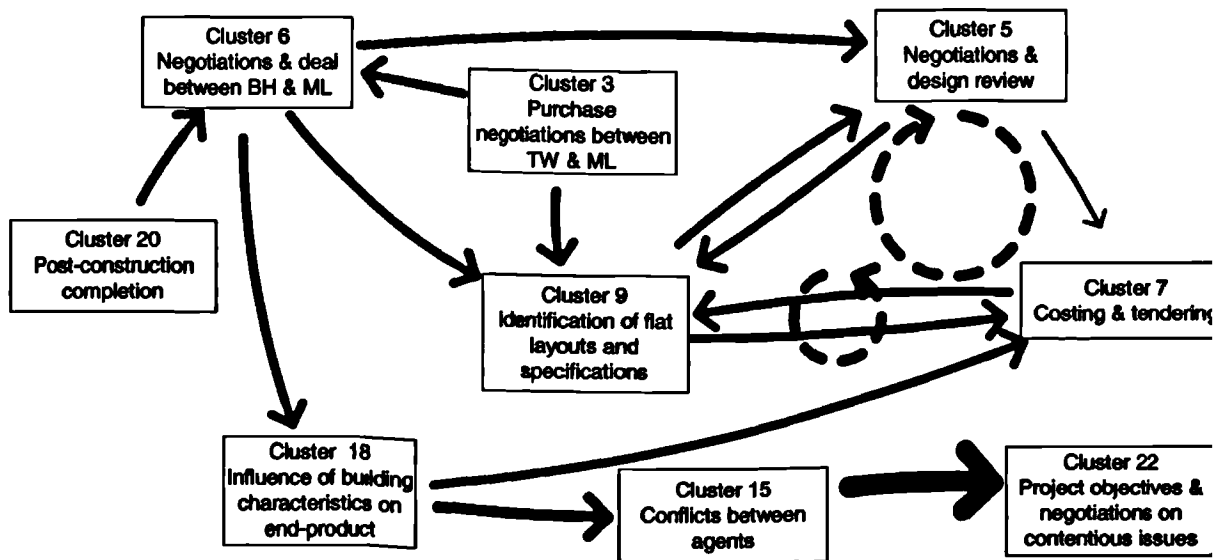 Cluster 6
Negotiations & deal
between BH & ML
Cluster 5
Negotiations &
design review
Cluster 3
Purchase
negotiations between
TW & ML
Cluster 20
Post-construction
completion
Cluster 9
Identification of flat
layouts and
specifications
Cluster 7
Costing & tendering
Cluster 18
Influence of building
characteristics on
end-product
Cluster 15
Conflicts between
agents
Cluster 22
Project objectives &
negotiations on
contentious issues